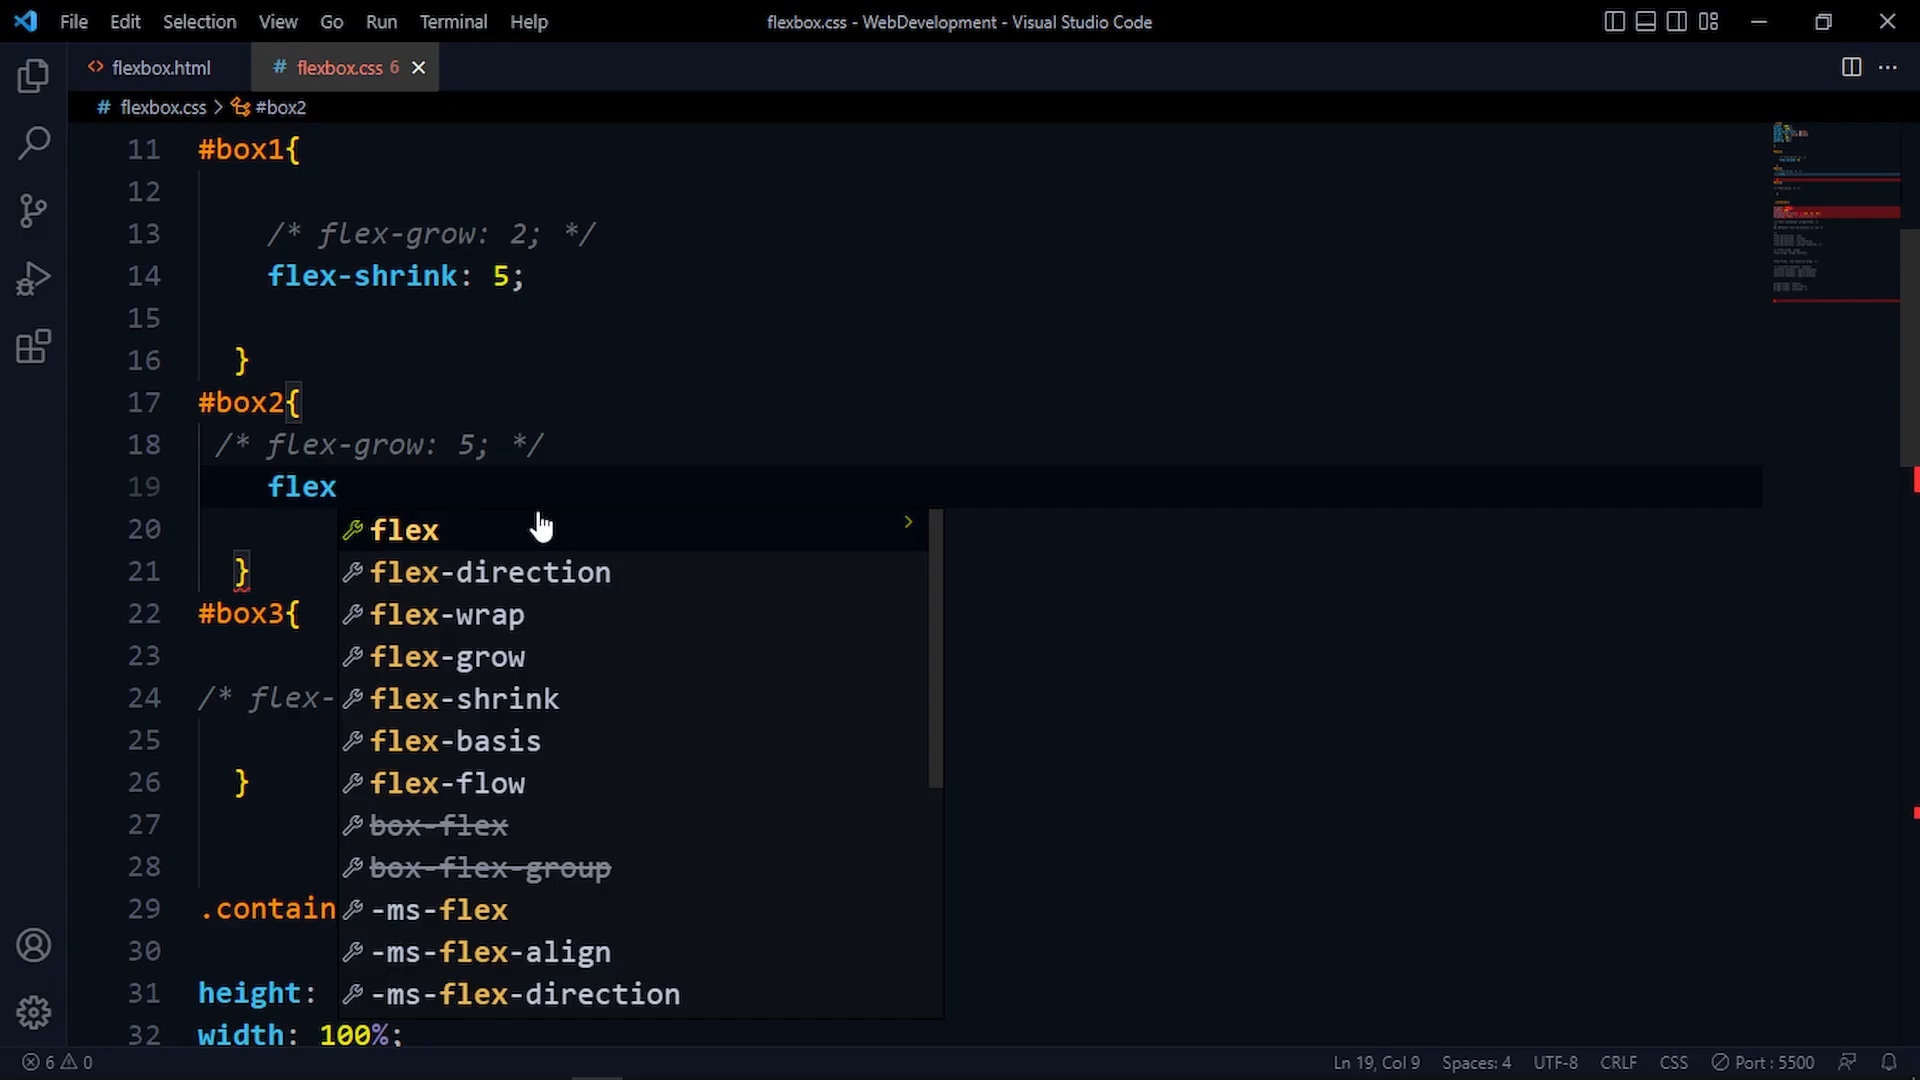 File Edit Selection View Go Run Terminal Help flexbox.css - WebDevelopment - Visual Studio Code
<> flexbox.html # flexbox.css 6
# flexbox.css > #box2
11 #box1{
12
13 /* flex-grow: 2; */
14 flex-shrink: 5;
15
16 }
17 #box2{
18 /* flex-grow: 5; */
19 flex
20 flex
flex-direction
21 }
22 #box3{ flex-wrap
23 flex-grow
24 /* flex- flex-shrink
25 flex-basis
26 } flex-flow
27 box-flex
28 box-flex-group
29 .contain -ms-flex
30 -ms-flex-align
31 height: -ms-flex-direction
32 width: 100%;
6 0 Ln 19, Col 9 Spaces: 4 UTF-8 CRLF CSS Port : 5500